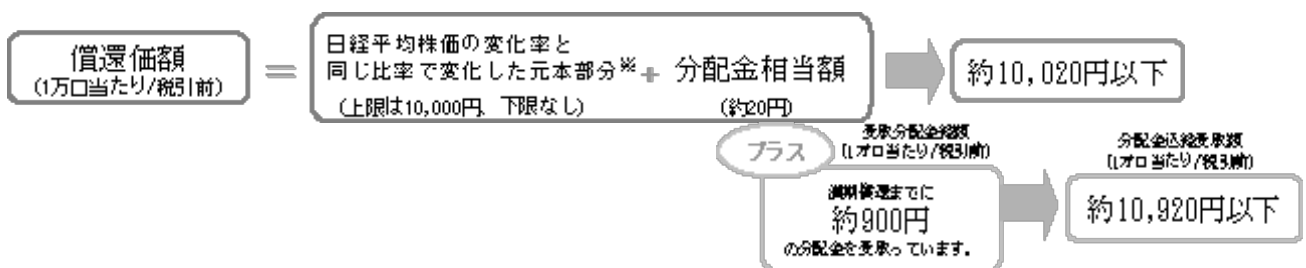 償還価額
(1万口当たり/税引前)
=
日経平均株価の変化率と
同じ比率で変化した元本部分※
(上限は10,000円、下限なし)
+
分配金相当額
(約20円)
約10,020円以下
プラス
受取分配金総額
(1万口当たり/税引前)
満期償還までに
約900円
の分配金を受取っています。
分配金込総受取額
(1万口当たり/税引前)
約10,920円以下